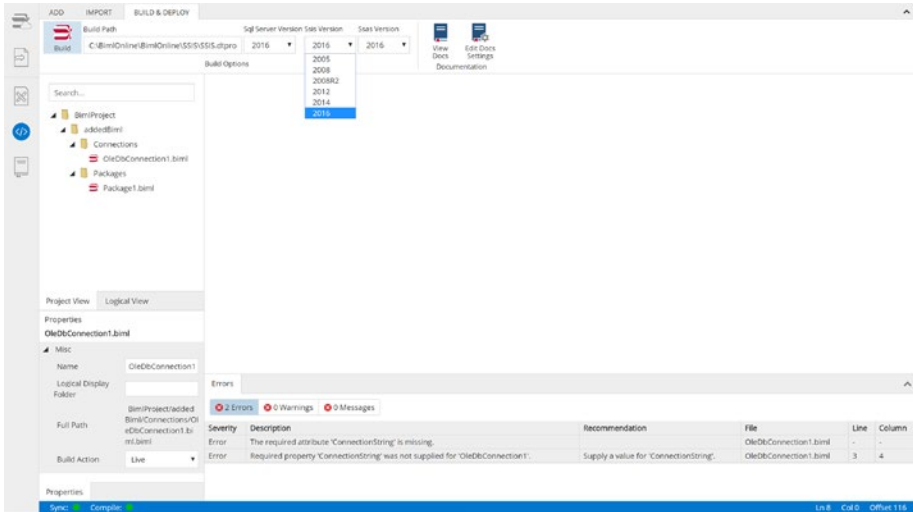 ADD IMPORT BUILD & DEPLOY
Build Path Sql Server Version Ssis Version Ssas Version
Build C:\BimlOnline\BimlOnline\SSIS\SSIS.dtpro 2016 2016 2016 View Docs Edit Docs Settings
Build Options Documentation
2005
2008
2008R2
2012
2014
2016
Search...
BimlProject
addedBiml
Connections
OleDbConnection1.biml
Packages
Package1.biml
Project View Logical View
Properties
OleDbConnection1.biml
Misc
Name OleDbConnection1
Logical Display
Folder
Full Path BimlProject/added
Biml/Connections/Ol
eDbConnection1.bi
ml.biml
Build Action Live
Properties
Errors
2 Errors 0 Warnings 0 Messages
Severity Description Recommendation File Line Column
Error The required attribute 'ConnectionString' is missing. OleDbConnection1.biml - -
Error Required property 'ConnectionString' was not supplied for 'OleDbConnection1'. Supply a value for 'ConnectionString'. OleDbConnection1.biml 3 4
Sync: Compile: Ln 8 Col 0 Offset 116